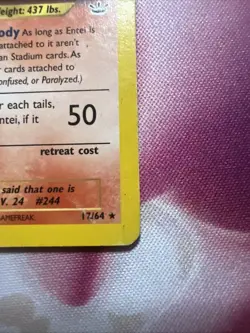 eight: 437 lbs.
ody As long as Entei is
attached to it aren't
an Stadium cards. As
r cards attached to
onfused, or Paralyzed.)
r each tails,
ntei, if it 50
retreat cost
said that one is
V. 24 #244
AMEFREAK 17/64 ★